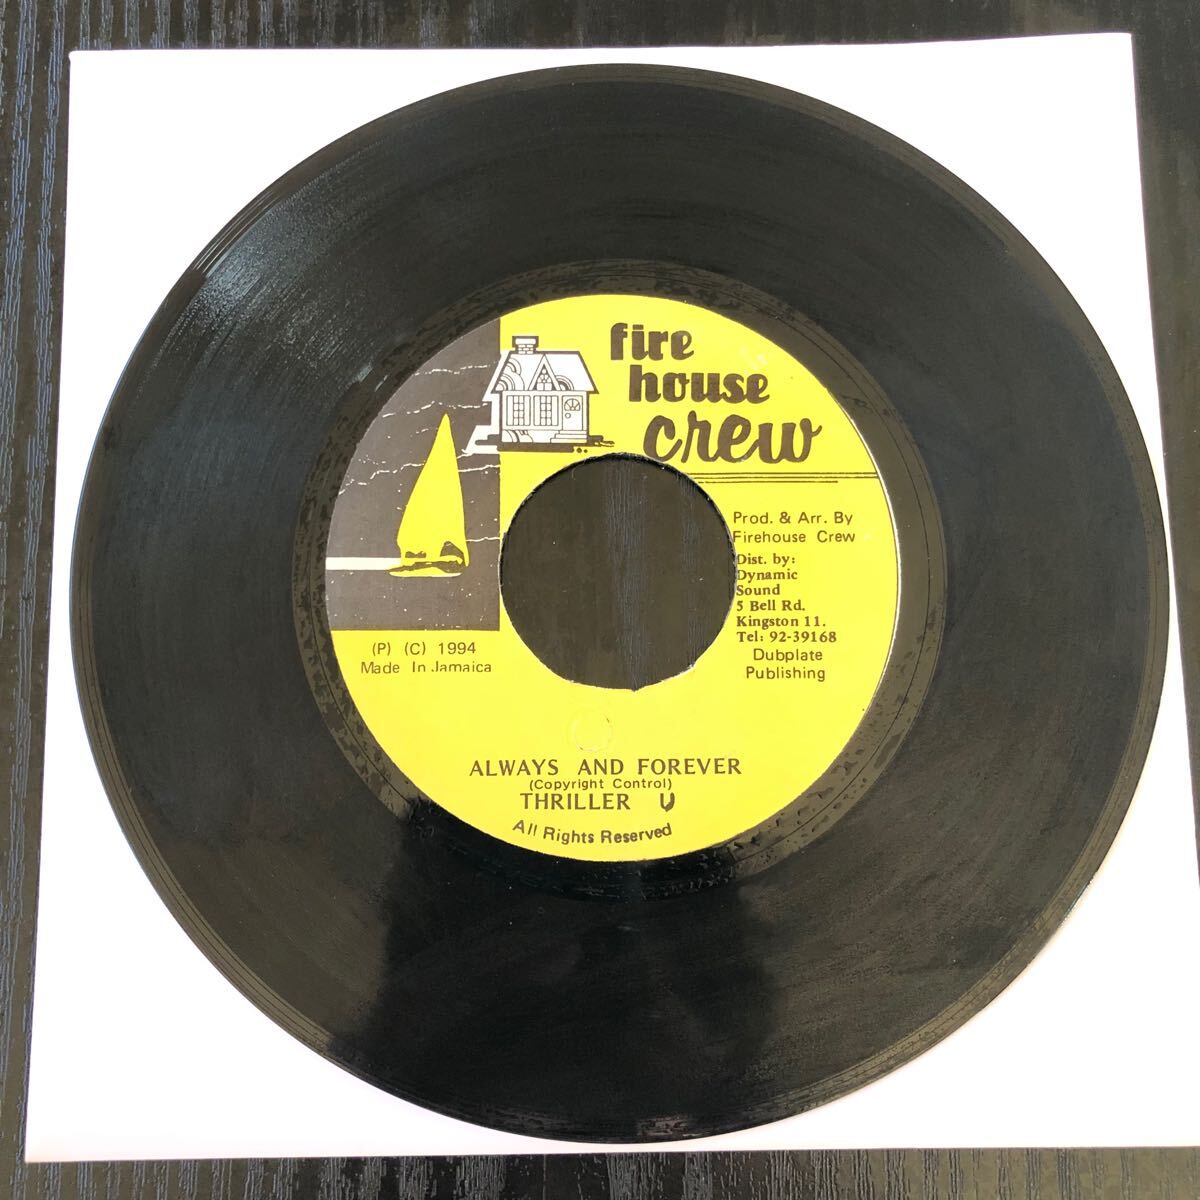 fire
house
crew
Prod. & Arr. By
Firehouse Crew
Dist. by:
Dynamic
Sound
5 Bell Rd.
Kingston 11.
Tel: 92-39168
Dubplate
Publishing
(P) (C) 1994
Made In Jamaica
ALWAYS AND FOREVER
(Copyright Control)
THRILLER U
All Rights Reserved